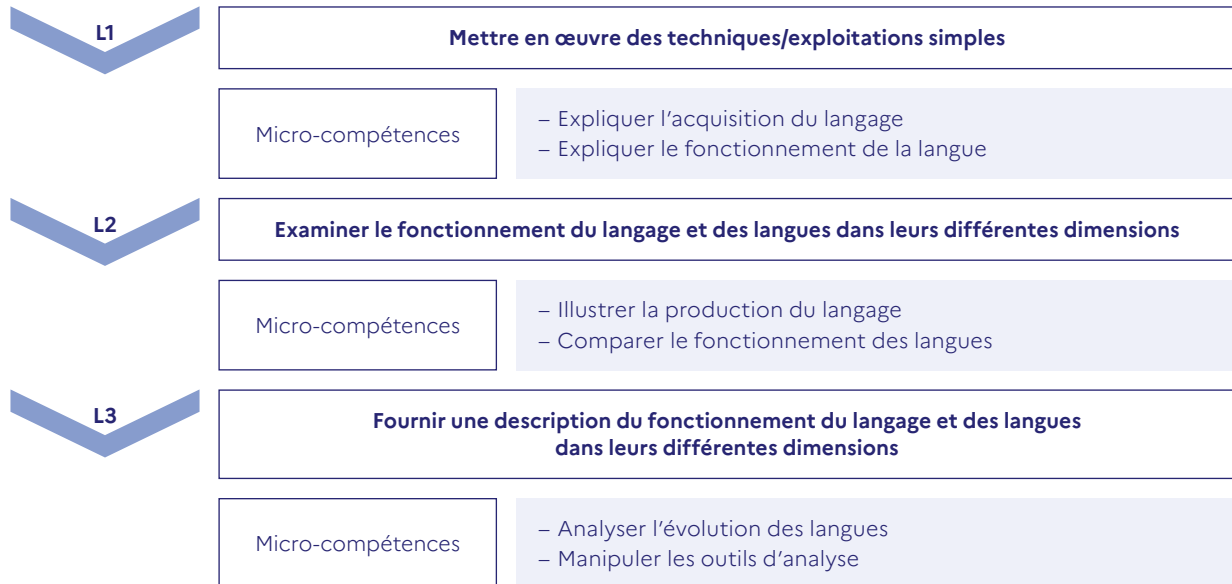 L1
Mettre en œuvre des techniques/exploitations simples
Micro-compétences
– Expliquer l’acquisition du langage
– Expliquer le fonctionnement de la langue
L2
Examiner le fonctionnement du langage et des langues dans leurs différentes dimensions
Micro-compétences
– Illustrer la production du langage
– Comparer le fonctionnement des langues
L3
Fournir une description du fonctionnement du langage et des langues
dans leurs différentes dimensions
Micro-compétences
– Analyser l’évolution des langues
– Manipuler les outils d’analyse